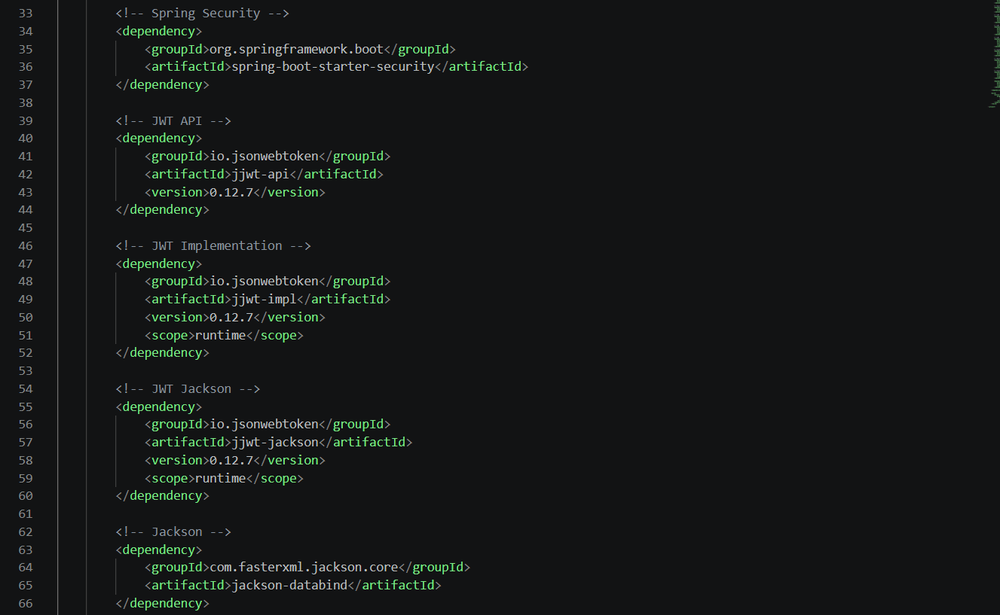 33 <!-- Spring Security -->
34 <dependency>
35 <groupId>org.springframework.boot</groupId>
36 <artifactId>spring-boot-starter-security</artifactId>
37 </dependency>
38
39 <!-- JWT API -->
40 <dependency>
41 <groupId>io.jsonwebtoken</groupId>
42 <artifactId>jjwt-api</artifactId>
43 <version>0.12.7</version>
44 </dependency>
45
46 <!-- JWT Implementation -->
47 <dependency>
48 <groupId>io.jsonwebtoken</groupId>
49 <artifactId>jjwt-impl</artifactId>
50 <version>0.12.7</version>
51 <scope>runtime</scope>
52 </dependency>
53
54 <!-- JWT Jackson -->
55 <dependency>
56 <groupId>io.jsonwebtoken</groupId>
57 <artifactId>jjwt-jackson</artifactId>
58 <version>0.12.7</version>
59 <scope>runtime</scope>
60 </dependency>
61
62 <!-- Jackson -->
63 <dependency>
64 <groupId>com.fasterxml.jackson.core</groupId>
65 <artifactId>jackson-databind</artifactId>
66 </dependency>